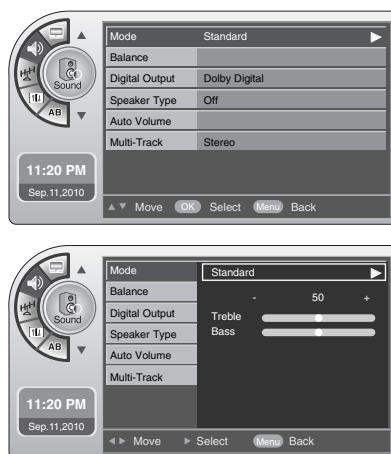 Mode Standard
Balance
Digital Output Dolby Digital
Speaker Type Off
Auto Volume
Multi-Track Stereo
Sound
AB
11:20 PM
Sep.11,2010
Move OK Select Menu Back
Mode Standard
Balance
- 50 +
Digital Output
Treble
Speaker Type
Bass
Auto Volume
Multi-Track
Sound
AB
11:20 PM
Sep.11,2010
Move Select Menu Back